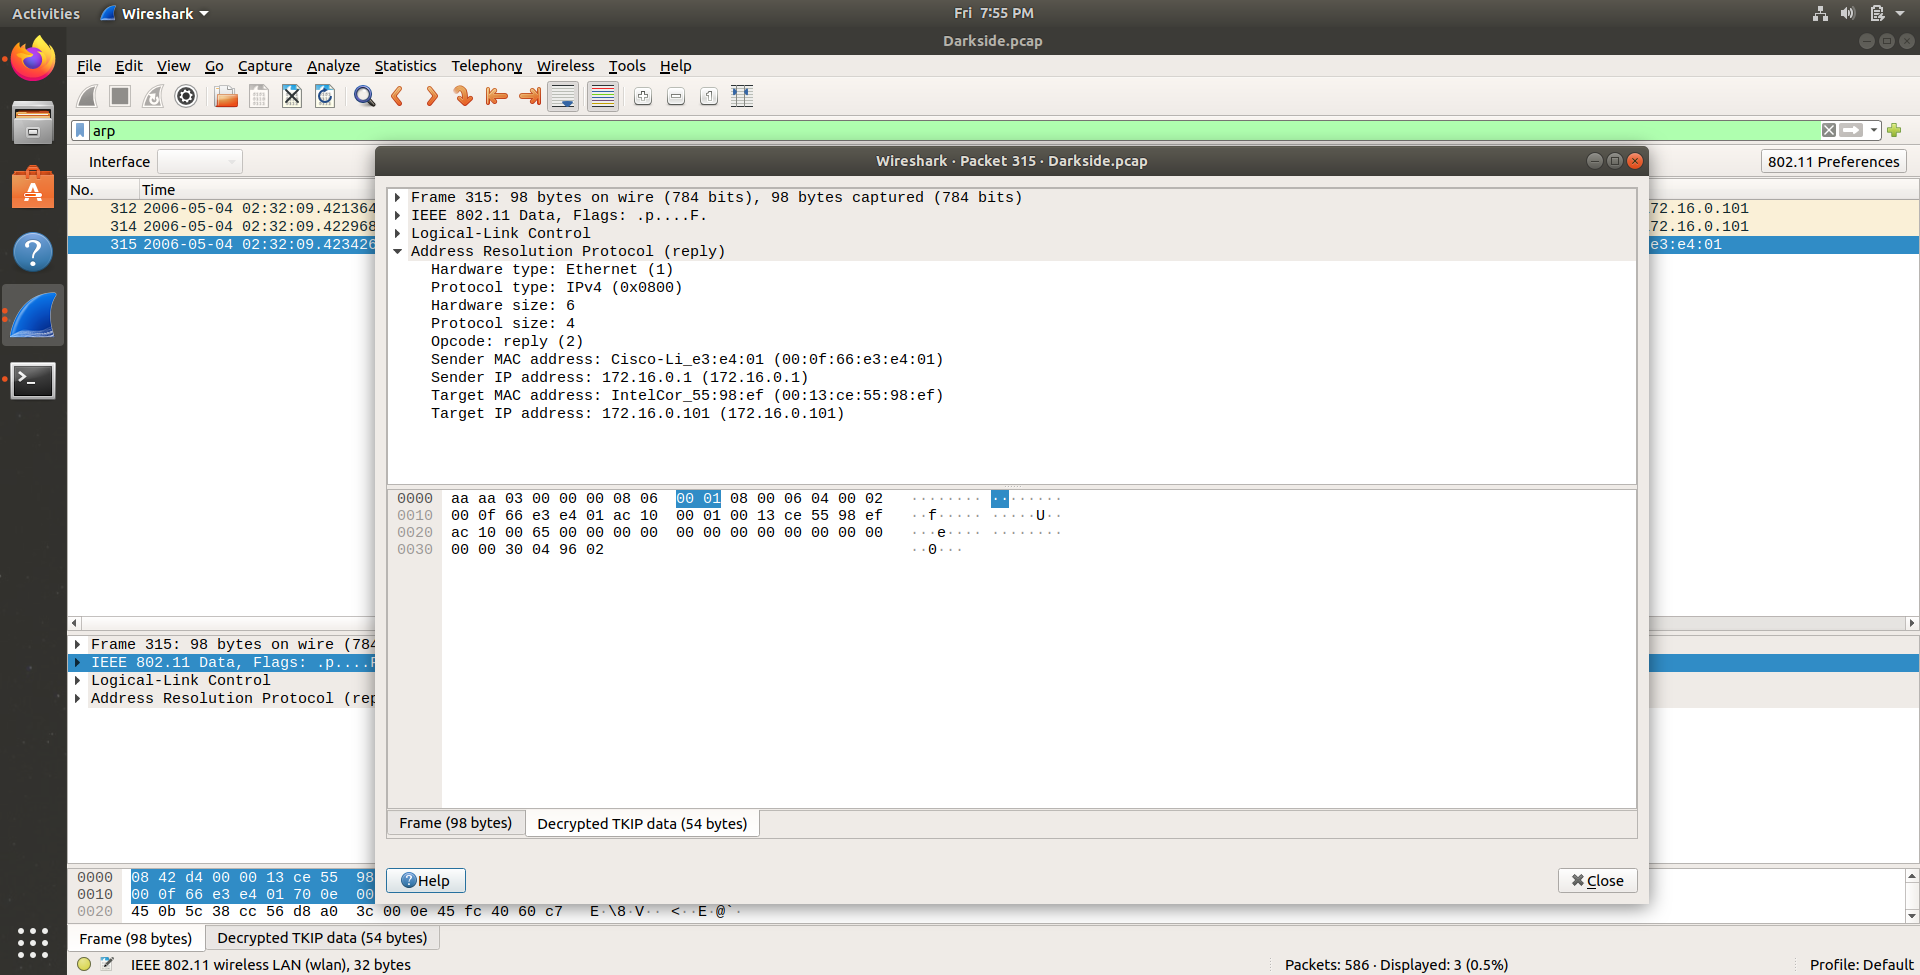 Activities Wireshark Fri 7:55 PM
Darkside.pcap
File Edit View Go Capture Analyze Statistics Telephony Wireless Tools Help
arp
Interface 802.11 Preferences
No. Time
312 2006-05-04 02:32:09.421364 72.16.0.101
314 2006-05-04 02:32:09.422968 72.16.0.101
315 2006-05-04 02:32:09.423426 e3:e4:01
Wireshark · Packet 315 · Darkside.pcap
Frame 315: 98 bytes on wire (784 bits), 98 bytes captured (784 bits)
IEEE 802.11 Data, Flags: .p....F.
Logical-Link Control
Address Resolution Protocol (reply)
Hardware type: Ethernet (1)
Protocol type: IPv4 (0x0800)
Hardware size: 6
Protocol size: 4
Opcode: reply (2)
Sender MAC address: Cisco-Li_e3:e4:01 (00:0f:66:e3:e4:01)
Sender IP address: 172.16.0.1 (172.16.0.1)
Target MAC address: IntelCor_55:98:ef (00:13:ce:55:98:ef)
Target IP address: 172.16.0.101 (172.16.0.101)
0000 aa aa 03 00 00 00 08 06 00 01 08 00 06 04 00 02 ········ ········
0010 00 0f 66 e3 e4 01 ac 10 00 01 00 13 ce 55 98 ef ··f····· ·····U··
0020 ac 10 00 65 00 00 00 00 00 00 00 00 00 00 00 00 ···e···· ········
0030 00 00 30 04 96 02 ··0···
Frame (98 bytes) Decrypted TKIP data (54 bytes)
Help Close
Frame 315: 98 bytes on wire (784
IEEE 802.11 Data, Flags: .p....F
Logical-Link Control
Address Resolution Protocol (rep
0000 08 42 d4 00 00 13 ce 55 98
0010 00 0f 66 e3 e4 01 70 0e 00
0020 45 0b 5c 38 cc 56 d8 a0 3c 00 0e 45 fc 40 60 c7 E·\8·V·· <··E·@`·
Frame (98 bytes) Decrypted TKIP data (54 bytes)
IEEE 802.11 wireless LAN (wlan), 32 bytes Packets: 586 · Displayed: 3 (0.5%) Profile: Default